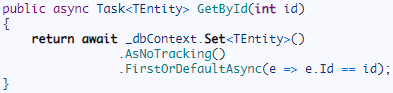 public async Task<TEntity> GetById(int id)
{
    return await _dbContext.Set<TEntity>()
                .AsNoTracking()
                .FirstOrDefaultAsync(e => e.Id == id);
}